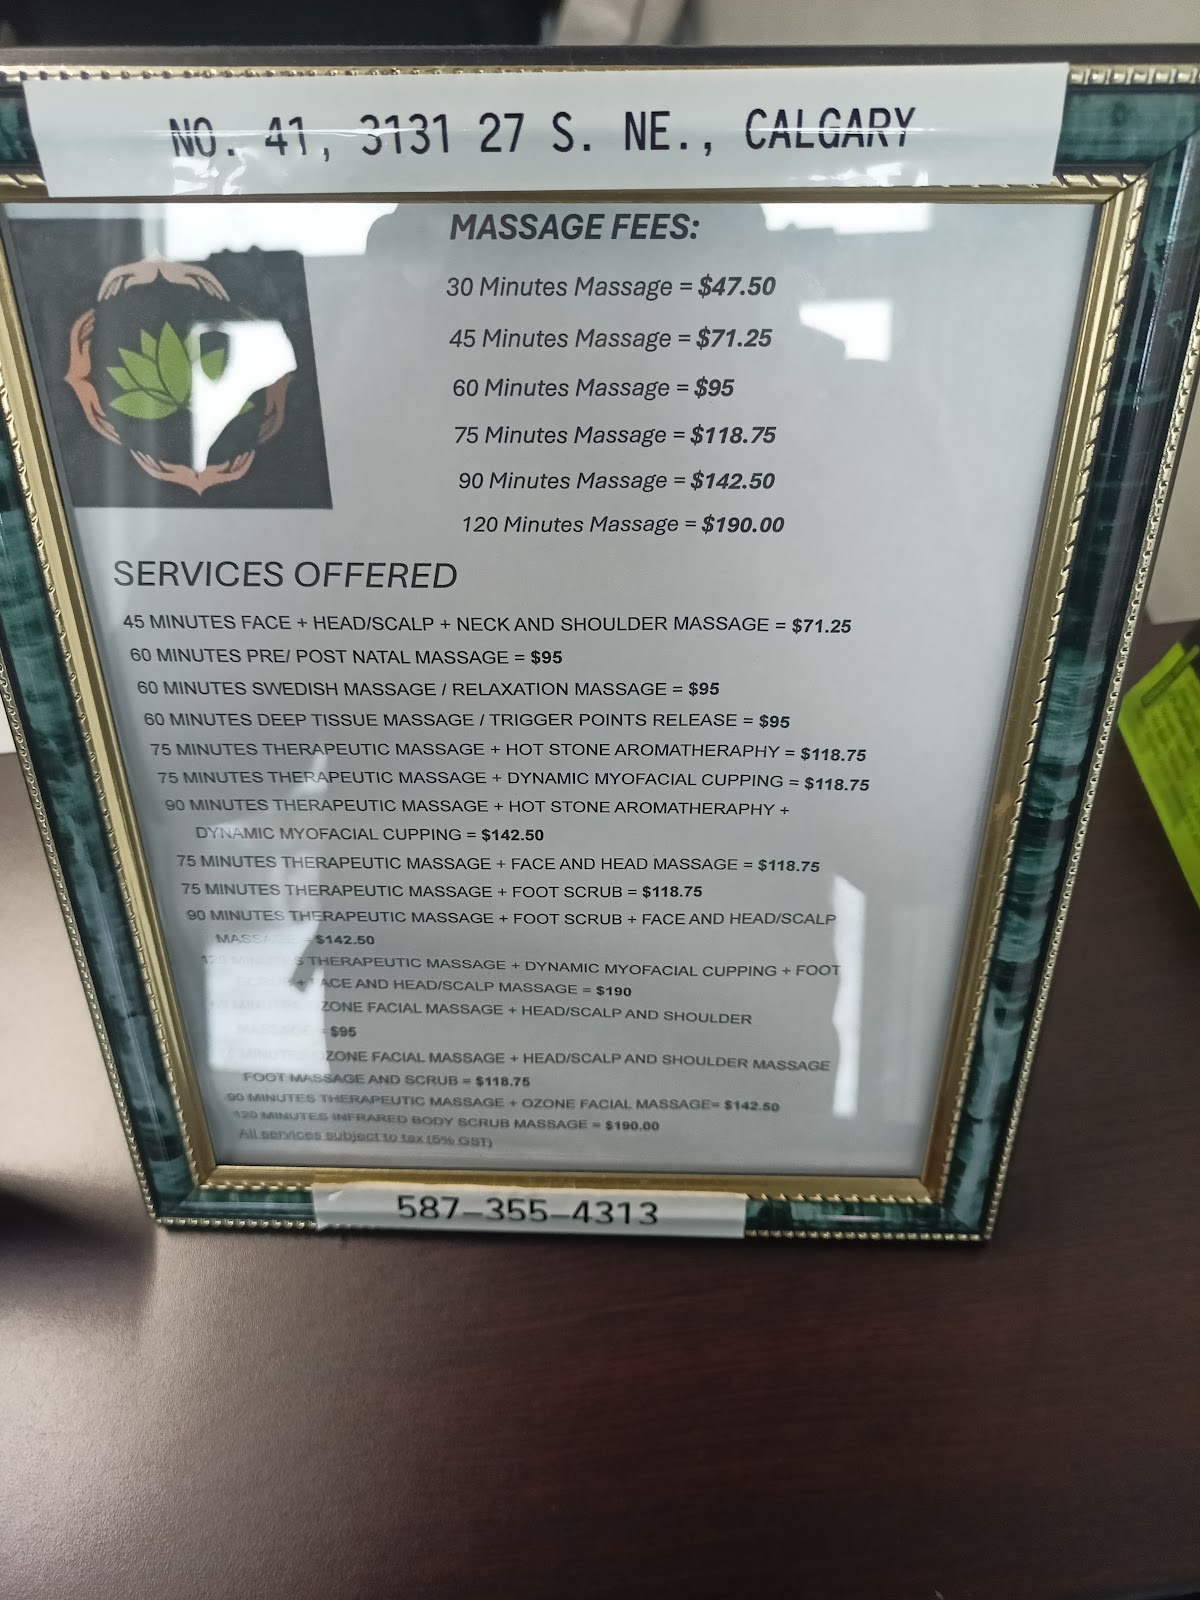 NO. 41, 3131 27 S. NE., CALGARY
MASSAGE FEES:
30 Minutes Massage = $47.50
45 Minutes Massage = $71.25
60 Minutes Massage = $95
75 Minutes Massage = $118.75
90 Minutes Massage = $142.50
120 Minutes Massage = $190.00
SERVICES OFFERED
45 MINUTES FACE + HEAD/SCALP + NECK AND SHOULDER MASSAGE = $71.25
60 MINUTES PRE/ POST NATAL MASSAGE = $95
60 MINUTES SWEDISH MASSAGE / RELAXATION MASSAGE = $95
60 MINUTES DEEP TISSUE MASSAGE / TRIGGER POINTS RELEASE = $95
75 MINUTES THERAPEUTIC MASSAGE + HOT STONE AROMATHERAPHY = $118.75
75 MINUTES THERAPEUTIC MASSAGE + DYNAMIC MYOFACIAL CUPPING = $118.75
90 MINUTES THERAPEUTIC MASSAGE + HOT STONE AROMATHERAPHY +
DYNAMIC MYOFACIAL CUPPING = $142.50
75 MINUTES THERAPEUTIC MASSAGE + FACE AND HEAD MASSAGE = $118.75
75 MINUTES THERAPEUTIC MASSAGE + FOOT SCRUB = $118.75
90 MINUTES THERAPEUTIC MASSAGE + FOOT SCRUB + FACE AND HEAD/SCALP
MASSAGE = $142.50
MINUTES THERAPEUTIC MASSAGE + DYNAMIC MYOFACIAL CUPPING + FOOT
SCRUB + FACE AND HEAD/SCALP MASSAGE = $190
MINUTES OZONE FACIAL MASSAGE + HEAD/SCALP AND SHOULDER
MASSAGE = $95
MINUTES OZONE FACIAL MASSAGE + HEAD/SCALP AND SHOULDER MASSAGE
FOOT MASSAGE AND SCRUB = $118.75
90 MINUTES THERAPEUTIC MASSAGE + OZONE FACIAL MASSAGE= $142.50
120 MINUTES INFRARED BODY SCRUB MASSAGE = $190.00
All services subject to tax (5% GST)
587-355-4313